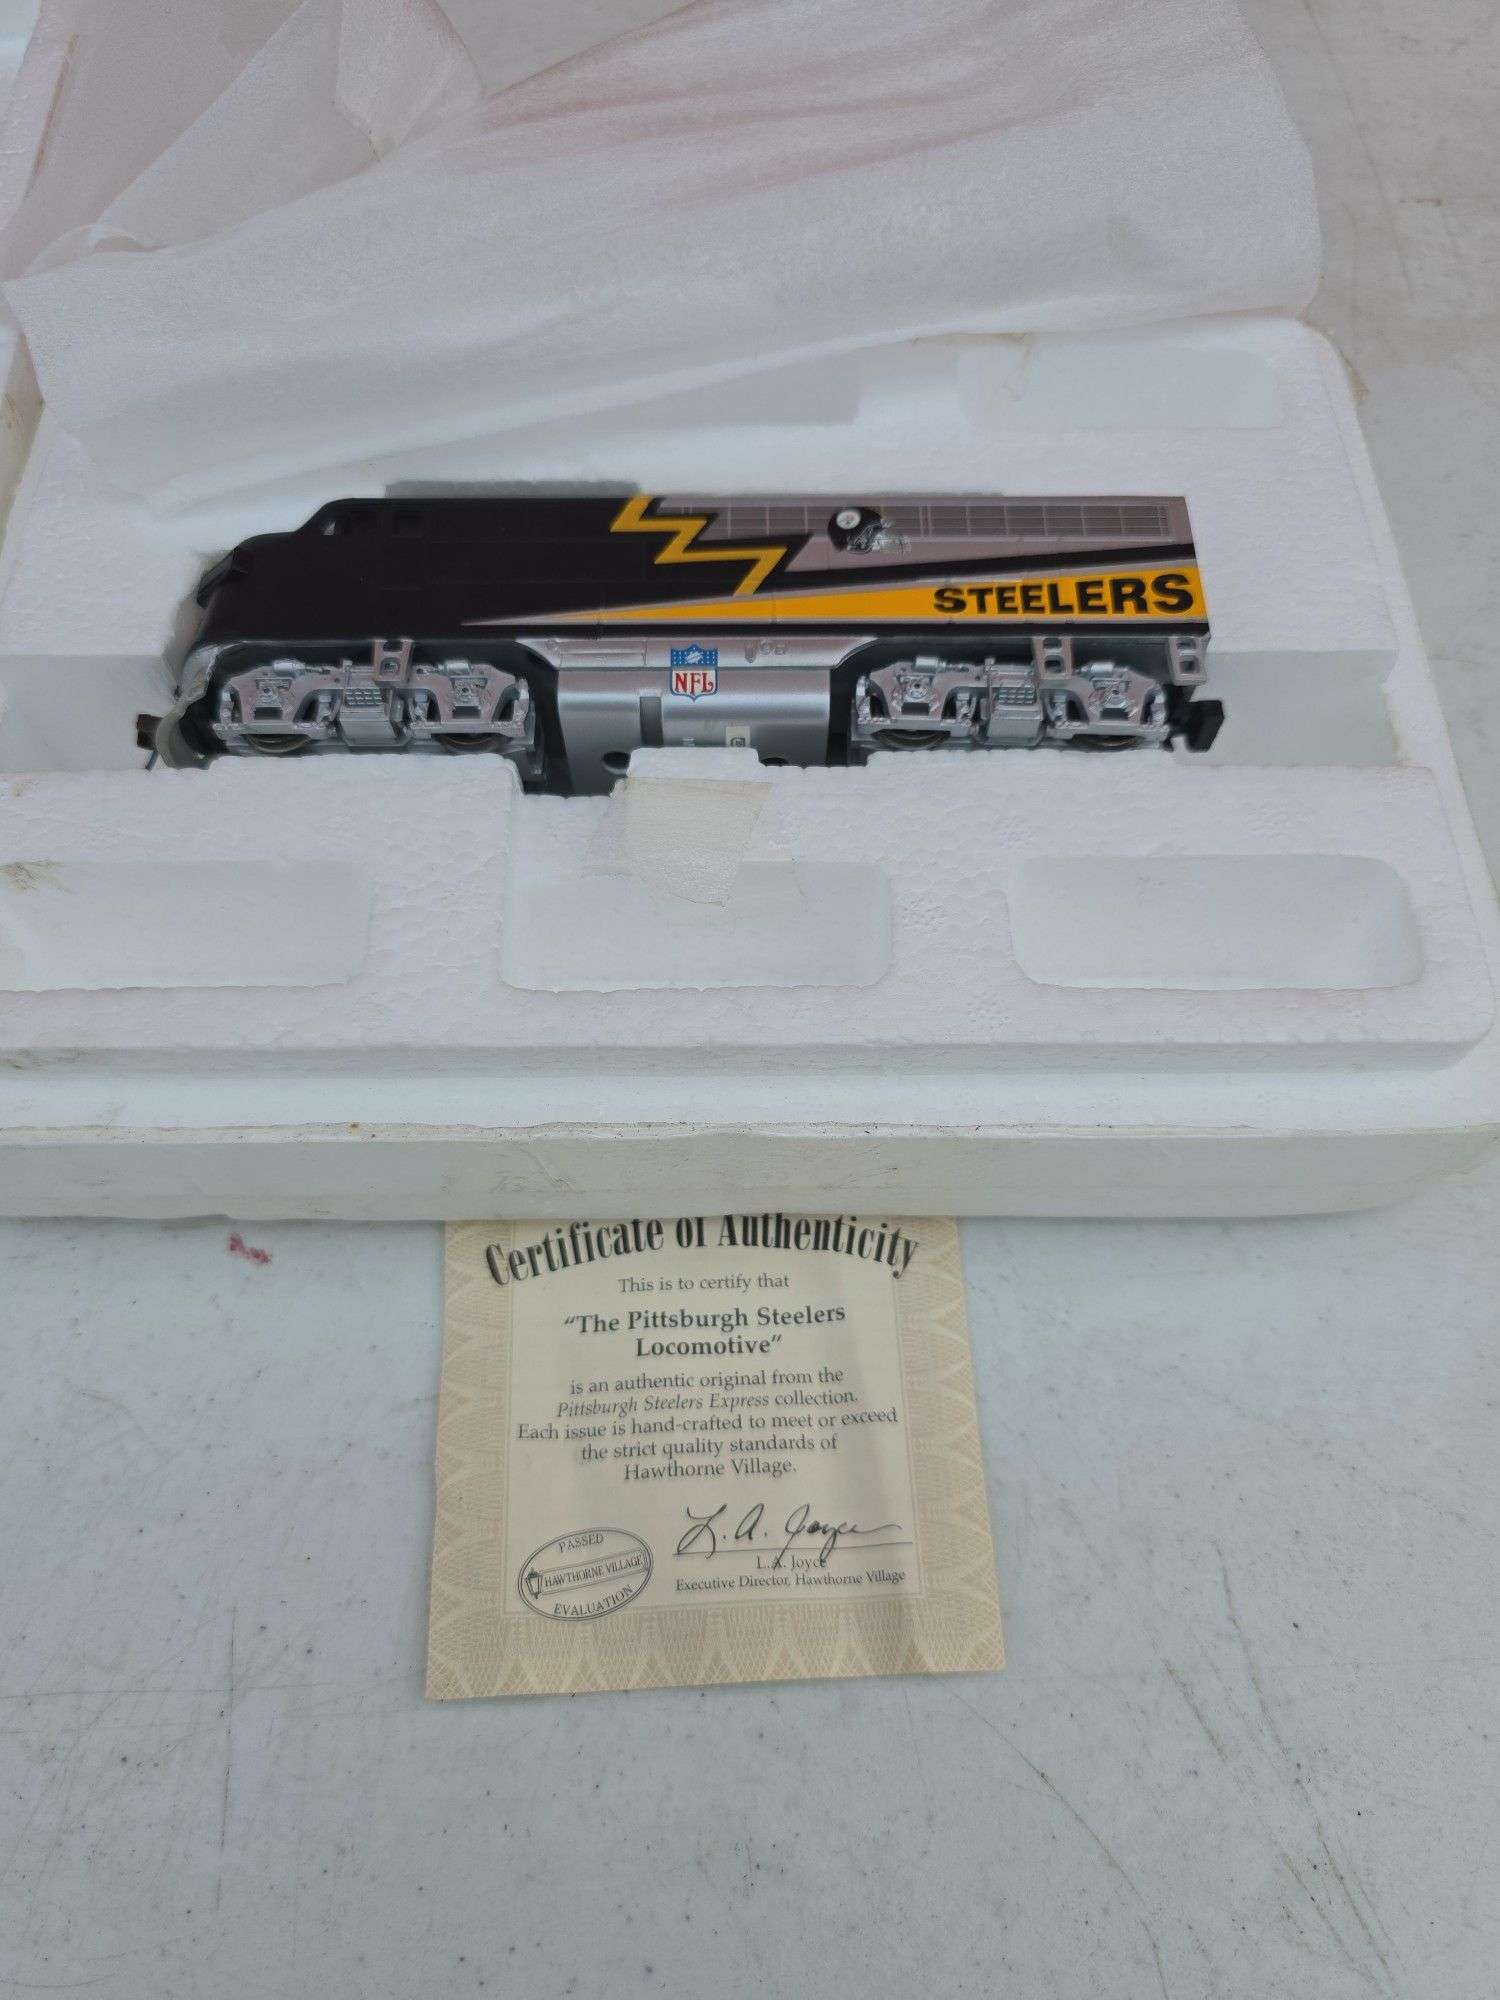 STEELERS
NFL
Certificate of Authenticity
This is to certify that
"The Pittsburgh Steelers
Locomotive"
is an authentic original from the
Pittsburgh Steelers Express collection.
Each issue is hand-crafted to meet or exceed
the strict quality standards of
Hawthorne Village.
L. A. Joyce
L.A. Joyce
Executive Director, Hawthorne Village
PASSED
HAWTHORNE VILLAGE
EVALUATION